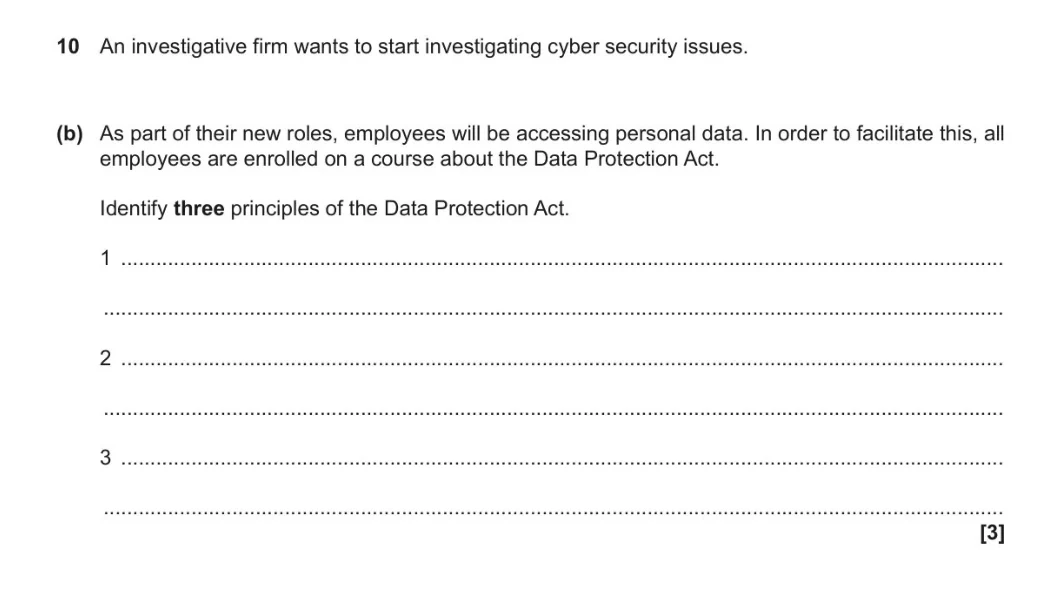 10 An investigative firm wants to start investigating cyber security issues.
(b) As part of their new roles, employees will be accessing personal data. In order to facilitate this, all
employees are enrolled on a course about the Data Protection Act.
Identify three principles of the Data Protection Act.
1 ..........................................................................................................................................................
..........................................................................................................................................................
2 ..........................................................................................................................................................
..........................................................................................................................................................
3 ..........................................................................................................................................................
..........................................................................................................................................................
[3]